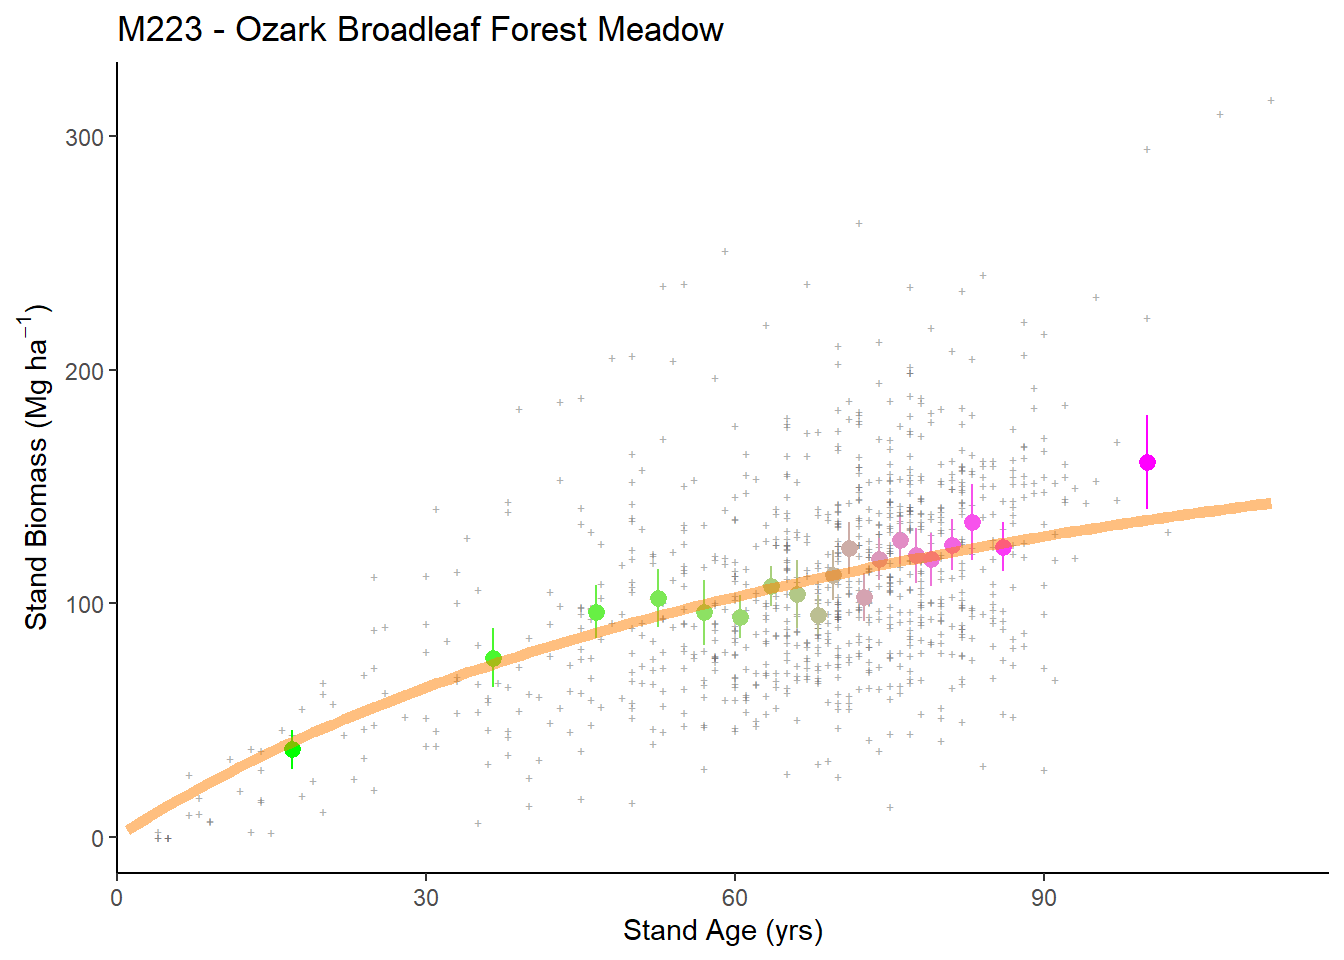 M223 - Ozark Broadleaf Forest Meadow
Stand Biomass (Mg ha⁻¹)
300
200
100
0
0 30 60 90
Stand Age (yrs)